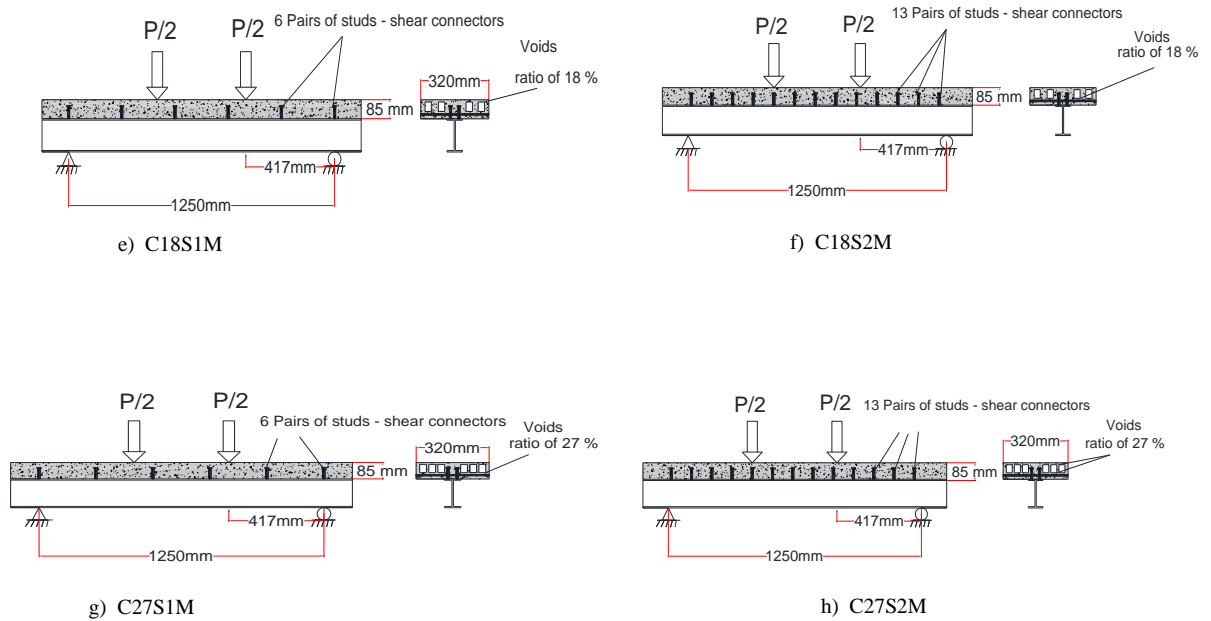 6 Pairs of studs - shear connectors
P/2
P/2
Voids
ratio of 18 %
320mm
85 mm
417mm
1250mm
e) C18S1M
13 Pairs of studs - shear connectors
P/2
P/2
Voids
ratio of 18 %
320mm
85 mm
417mm
1250mm
f) C18S2M
P/2
P/2
6 Pairs of studs - shear connectors
Voids
ratio of 27 %
320mm
85 mm
417mm
1250mm
g) C27S1M
P/2
P/2
13 Pairs of studs - shear connectors
Voids
ratio of 27 %
320mm
85 mm
417mm
1250mm
h) C27S2M